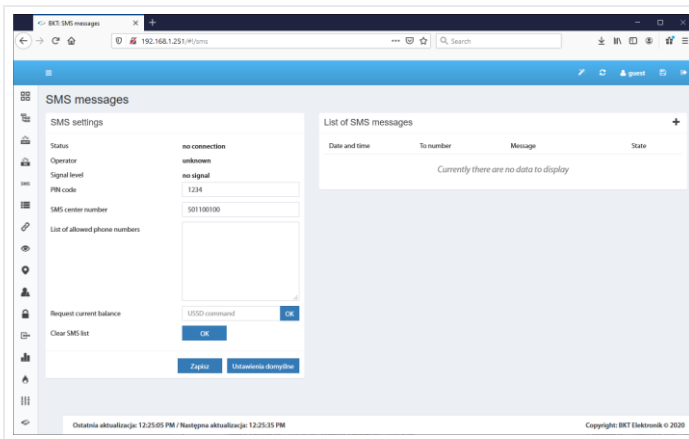 BKT: SMS messages
192.168.1.251/#!/sms
Search
guest
SMS messages
SMS settings
Status no connection
Operator unknown
Signal level no signal
PIN code 1234
SMS center number 501100100
List of allowed phone numbers
Request current balance USSD command OK
Clear SMS list OK
Zapisz Ustawienia domyślne
List of SMS messages
Date and time To number Message State
Currently there are no data to display
SMS
Ostatnia aktualizacja: 12:25:05 PM / Następna aktualizacja: 12:25:35 PM
Copyright: BKT Elektronik © 2020